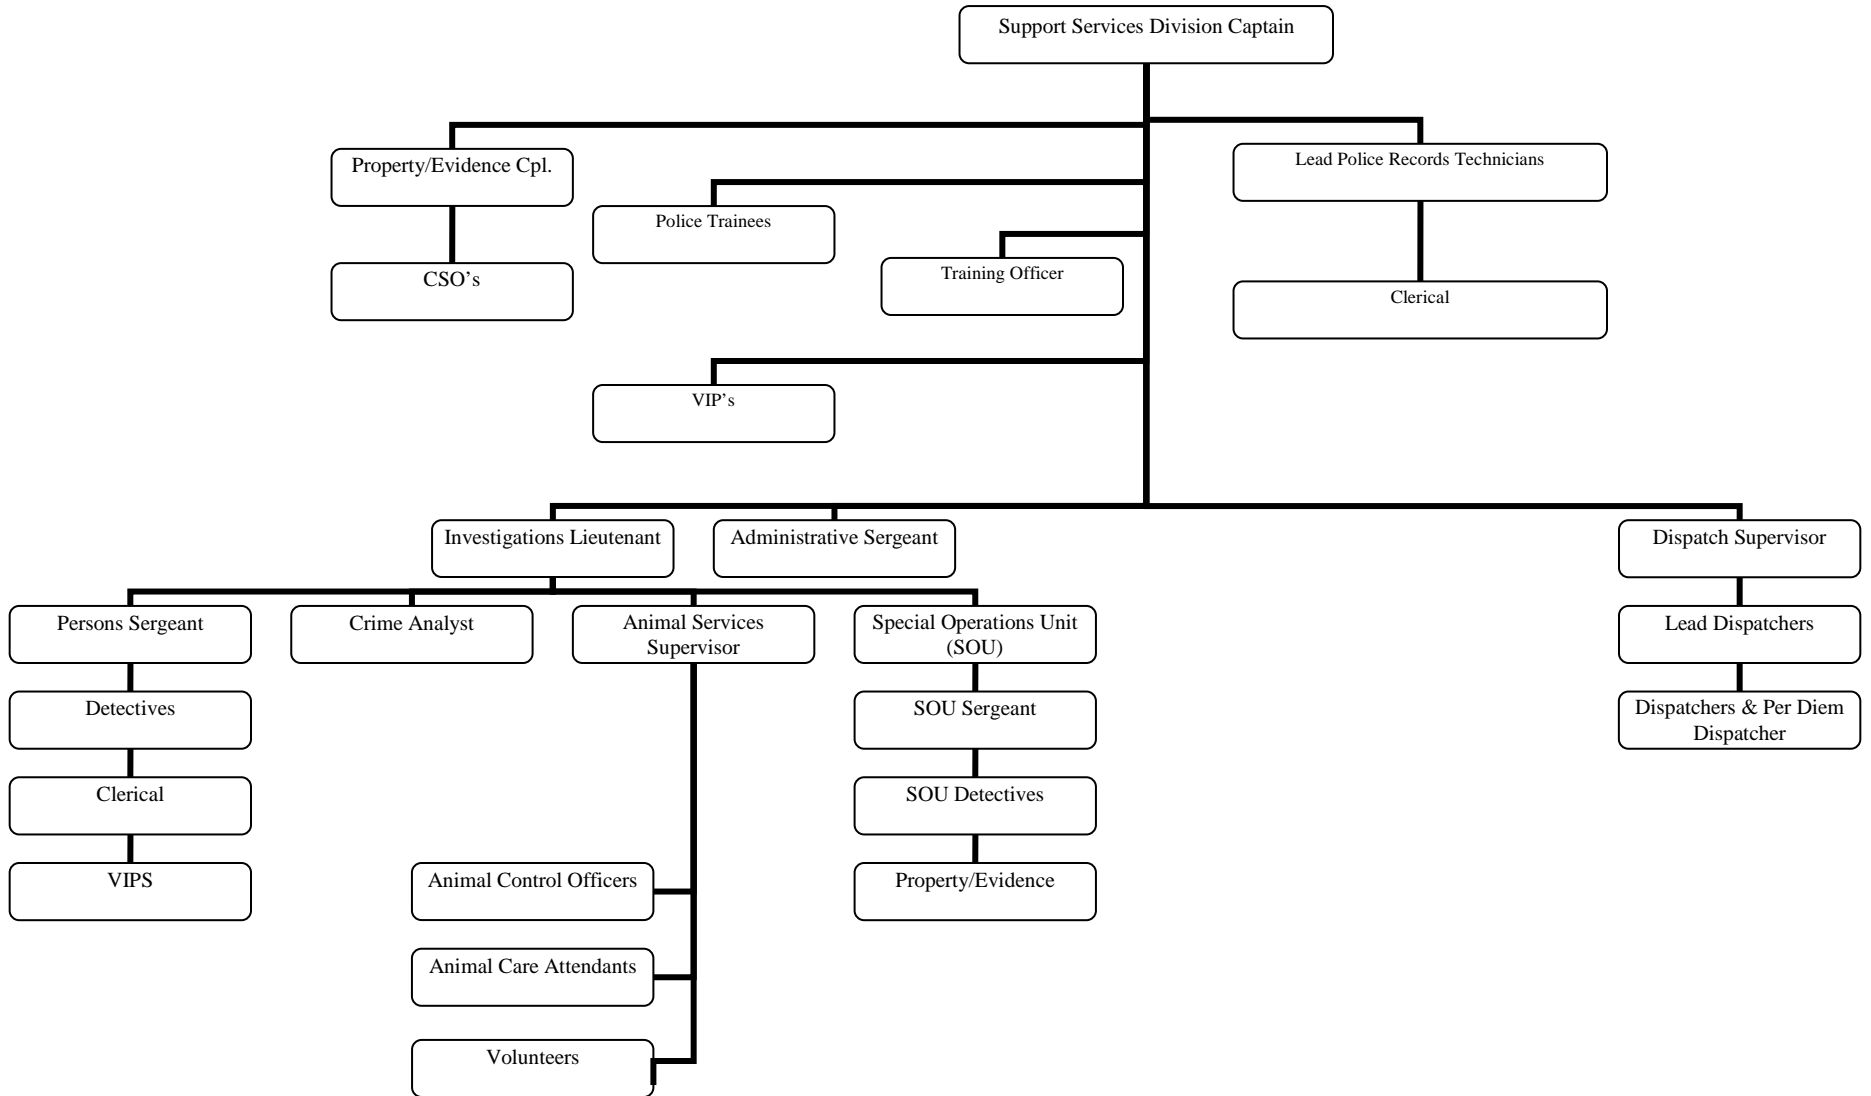 Support Services Division Captain
Property/Evidence Cpl.
Lead Police Records Technicians
Police Trainees
Training Officer
CSO’s
Clerical
VIP’s
Investigations Lieutenant
Administrative Sergeant
Dispatch Supervisor
Persons Sergeant
Crime Analyst
Animal Services
Supervisor
Special Operations Unit
(SOU)
Lead Dispatchers
Detectives
SOU Sergeant
Dispatchers & Per Diem
Dispatcher
Clerical
SOU Detectives
VIPS
Animal Control Officers
Property/Evidence
Animal Care Attendants
Volunteers